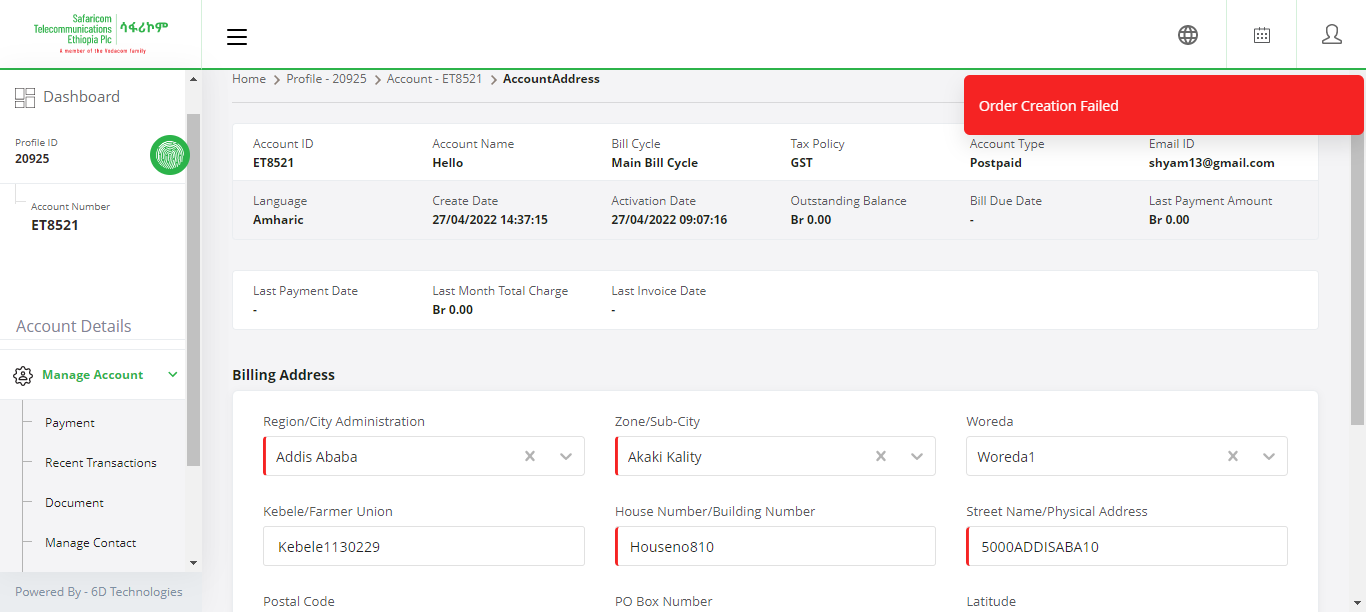 Safaricom
Telecommunications
Ethiopia Plc
ሳፋሪኮም
A member of the Vodacom family
Home > Profile - 20925 > Account - ET8521 > AccountAddress
Order Creation Failed
Dashboard
Profile ID
20925
Account Number
ET8521
Account Details
Manage Account
Payment
Recent Transactions
Document
Manage Contact
Powered By - 6D Technologies
Account ID Account Name Bill Cycle Tax Policy Account Type Email ID
ET8521 Hello Main Bill Cycle GST Postpaid shyam13@gmail.com
Language Create Date Activation Date Outstanding Balance Bill Due Date Last Payment Amount
Amharic 27/04/2022 14:37:15 27/04/2022 09:07:16 Br 0.00 - Br 0.00
Last Payment Date Last Month Total Charge Last Invoice Date
- Br 0.00 -
Billing Address
Region/City Administration Zone/Sub-City Woreda
Addis Ababa Akaki Kality Woreda1
Kebele/Farmer Union House Number/Building Number Street Name/Physical Address
Kebele1130229 Houseno810 5000ADDISABA10
Postal Code PO Box Number Latitude